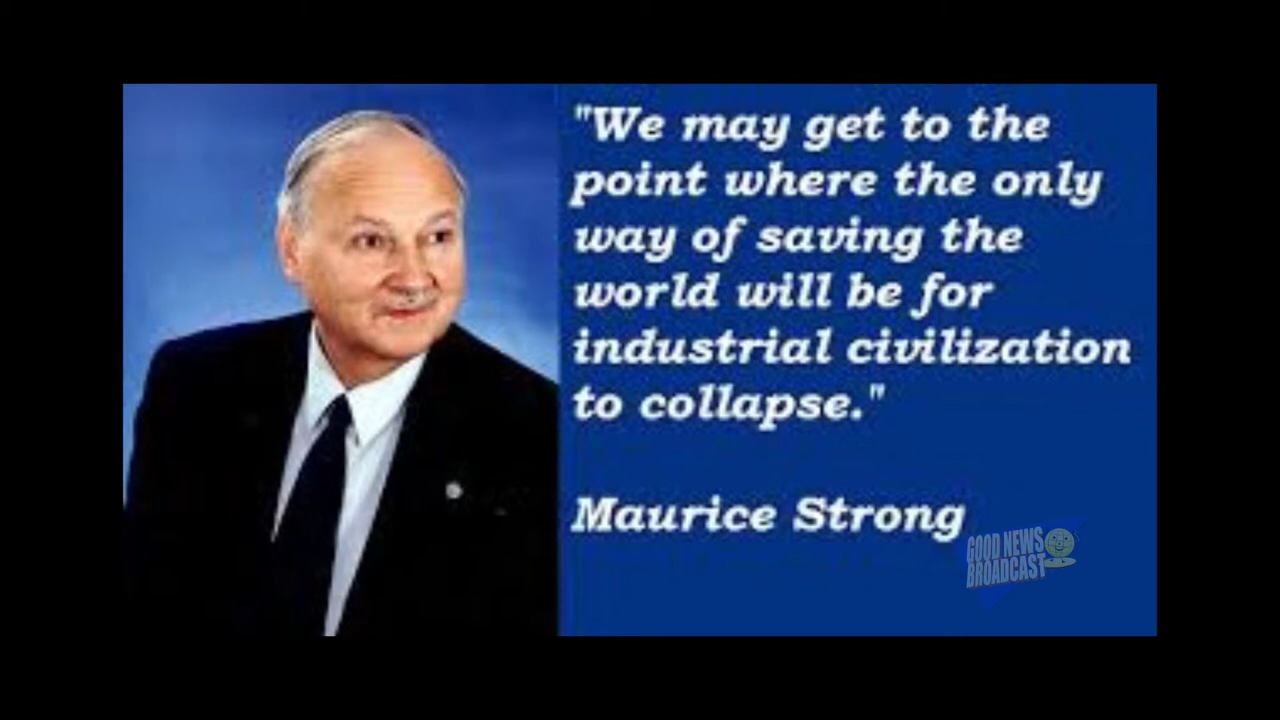 "We may get to the
point where the only
way of saving the
world will be for
industrial civilization
to collapse."
Maurice Strong
GOOD NEWS
BROADCAST